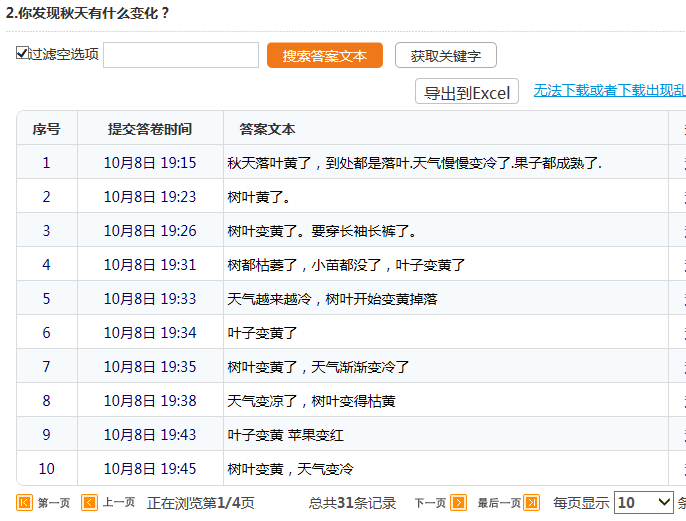 2.你发现秋天有什么变化？
过滤空选项 搜索答案文本 获取关键字
导出到Excel 无法下载或者下载出现乱
序号 提交答卷时间 答案文本
1 10月8日 19:15 秋天落叶黄了，到处都是落叶.天气慢慢变冷了.果子都成熟了.
2 10月8日 19:23 树叶黄了。
3 10月8日 19:26 树叶变黄了。要穿长袖长裤了。
4 10月8日 19:31 树都枯萎了，小苗都没了，叶子变黄了
5 10月8日 19:33 天气越来越冷，树叶开始变黄掉落
6 10月8日 19:34 叶子变黄了
7 10月8日 19:35 树叶变黄了，天气渐渐变冷了
8 10月8日 19:38 天气变凉了，树叶变得枯黄
9 10月8日 19:43 叶子变黄 苹果变红
10 10月8日 19:45 树叶变黄，天气变冷
第一页 上一页 正在浏览第1/4页 总共31条记录 下一页 最后一页 每页显示 10